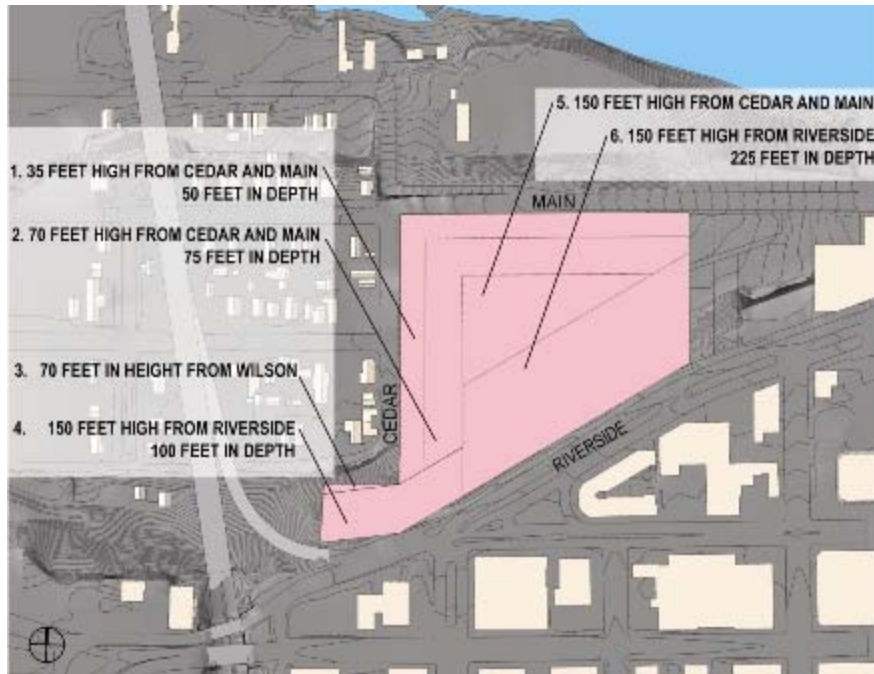 5. 150 FEET HIGH FROM CEDAR AND MAIN
6. 150 FEET HIGH FROM RIVERSIDE
225 FEET IN DEPTH
1. 35 FEET HIGH FROM CEDAR AND MAIN
50 FEET IN DEPTH
2. 70 FEET HIGH FROM CEDAR AND MAIN
75 FEET IN DEPTH
3. 70 FEET IN HEIGHT FROM WILSON
4. 150 FEET HIGH FROM RIVERSIDE
100 FEET IN DEPTH
MAIN
CEDAR
RIVERSIDE